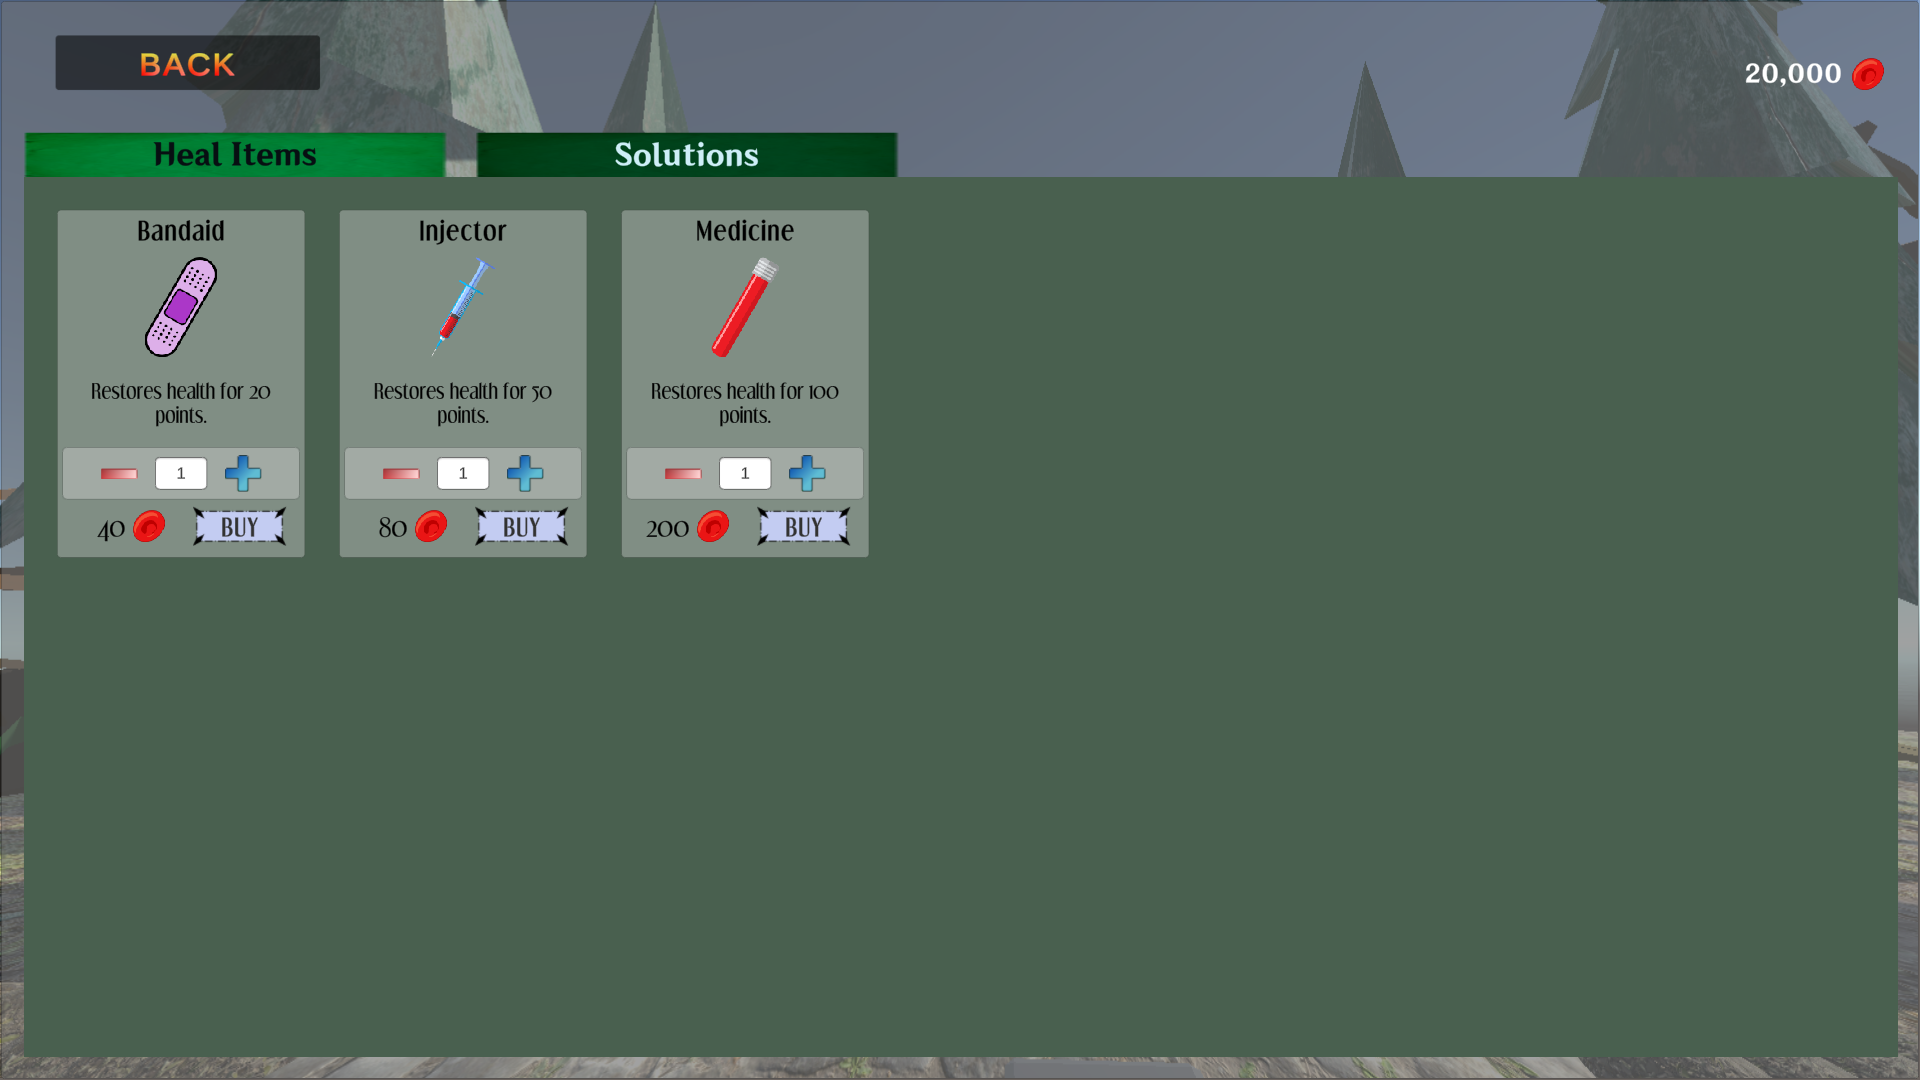 BACK
20,000
Heal Items
Solutions
Bandaid
Restores health for 20
points.
1
40
BUY
Injector
Restores health for 50
points.
1
80
BUY
Medicine
Restores health for 100
points.
1
200
BUY